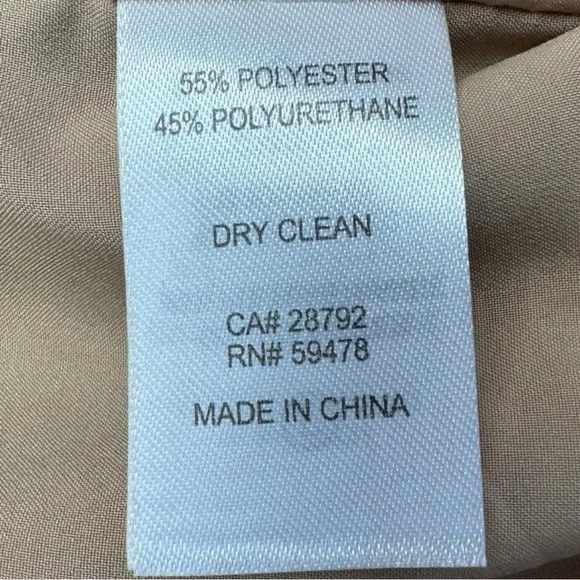 55% POLYESTER
45% POLYURETHANE
DRY CLEAN
CA# 28792
RN# 59478
MADE IN CHINA